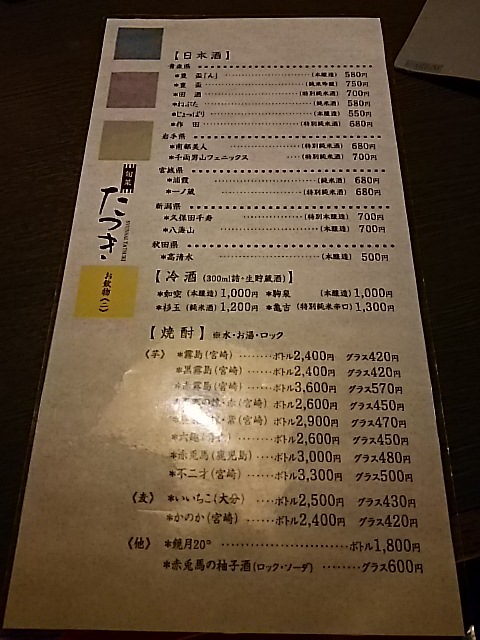 【日本酒】
青森県
*豊盃「ん」 (本醸造) 580円
*豊盃 (純米吟醸) 750円
*田酒 (特別純米酒) 700円
*ねぶた (純米酒) 580円
*じょっぱり (本醸造) 550円
*作田 (特別純米酒) 680円
岩手県
*南部美人 (特別純米酒) 680円
*千両男山フェニックス (特別純米酒) 700円
宮城県
*浦霞 (純米酒) 680円
*一ノ蔵 (純米酒) 680円
新潟県
*久保田千寿 (特別本醸造) 700円
*八海山 (本醸造) 700円
秋田県
*高清水 (本醸造) 500円
旬菜
たつき
お飲物〈二〉
【冷酒】(300ml詰・生貯蔵酒)
*如空(本醸造) 1,000円 *駒泉 (本醸造) 1,000円
*杉玉(純米酒) 1,200円 *亀吉(特別純米辛口) 1,300円
【焼酎】※水・お湯・ロック
〈芋〉 *霧島(宮崎) ボトル2,400円 グラス420円
*黒霧島(宮崎) ボトル2,400円 グラス420円
霧島(宮崎) ボトル3,600円 グラス570円
赤(宮崎) ボトル2,600円 グラス450円
紫(宮崎) ボトル2,900円 グラス470円
ボトル2,600円 グラス450円
*赤兎馬(鹿児島) ボトル3,000円 グラス480円
*不二才(宮崎) ボトル3,300円 グラス500円
〈麦〉 *いいちこ(大分) ボトル2,500円 グラス430円
*かのか(宮崎) ボトル2,400円 グラス420円
〈他〉 *鏡月20° ボトル1,800円
*赤兎馬の柚子酒(ロック・ソーダ) グラス600円